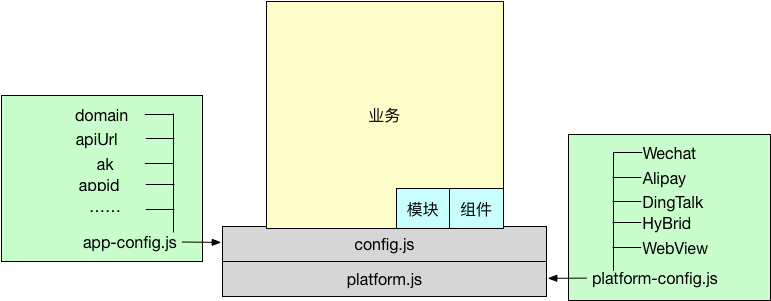 domain
apiUrl
ak
appid
……
app-config.js
业务
模块
组件
config.js
platform.js
Wechat
Alipay
DingTalk
HyBrid
WebView
platform-config.js